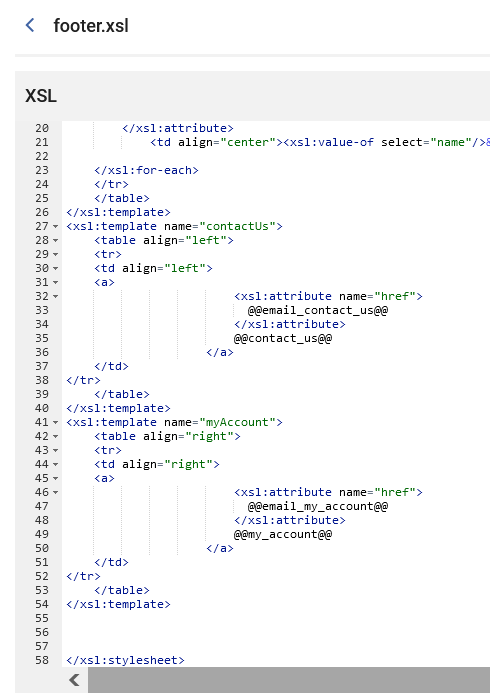 footer.xsl
XSL
20 </xsl:attribute>
21 <td align="center"><xsl:value-of select="name"/>&
22
23 </xsl:for-each>
24 </tr>
25 </table>
26 </xsl:template>
27 <xsl:template name="contactUs">
28 <table align="left">
29 <tr>
30 <td align="left">
31 <a>
32 <xsl:attribute name="href">
33 @@email_contact_us@@
34 </xsl:attribute>
35 @@contact_us@@
36 </a>
37 </td>
38 </tr>
39 </table>
40 </xsl:template>
41 <xsl:template name="myAccount">
42 <table align="right">
43 <tr>
44 <td align="right">
45 <a>
46 <xsl:attribute name="href">
47 @@email_my_account@@
48 </xsl:attribute>
49 @@my_account@@
50 </a>
51 </td>
52 </tr>
53 </table>
54 </xsl:template>
55
56
57
58 </xsl:stylesheet>